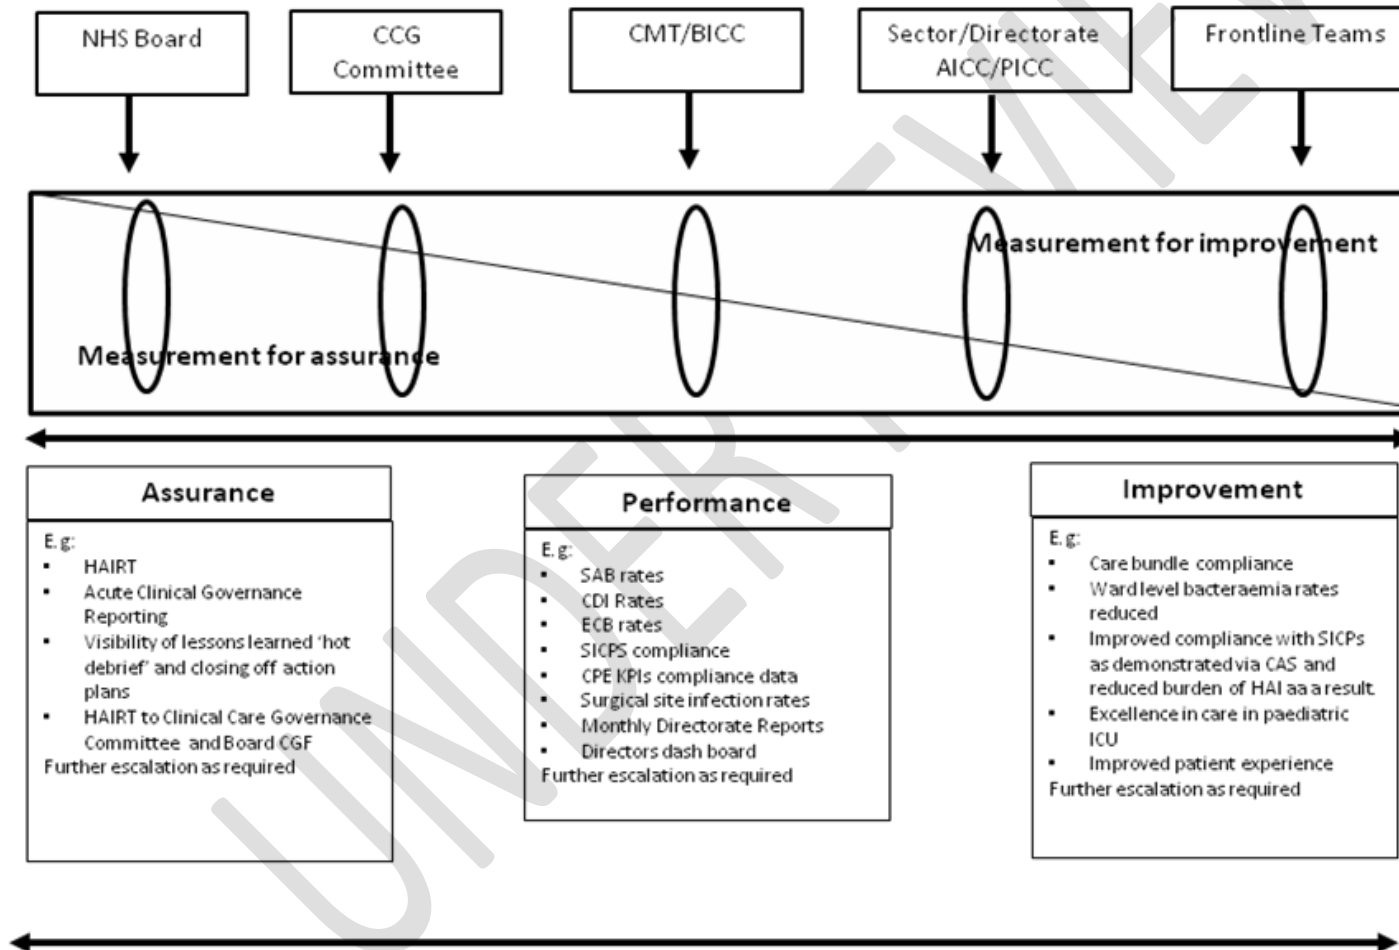 NHS Board
CCG
Committee
CMT/BICC
Sector/Directorate
AICC/PICC
Frontline Teams
Measurement for improvement
Measurement for assurance
Assurance
E.g:
▪ HAIRT
▪ Acute Clinical Governance
Reporting
▪ Visibility of lessons learned ‘hot
debrief’ and closing off action
plans
▪ HAIRT to Clinical Care Governance
Committee and Board CGF
Further escalation as required
Performance
E.g:
▪ SAB rates
▪ CDI Rates
▪ ECB rates
▪ SICPS compliance
▪ CPE KPIs compliance data
▪ Surgical site infection rates
▪ Monthly Directorate Reports
▪ Directors dash board
Further escalation as required
Improvement
E.g:
▪ Care bundle compliance
▪ Ward level bacteraemia rates
reduced
▪ Improved compliance with SICPs
as demonstrated via CAS and
reduced burden of HAI aa a result.
▪ Excellence in care in paediatric
ICU
▪ Improved patient experience
Further escalation as required
UNDER REVIEW